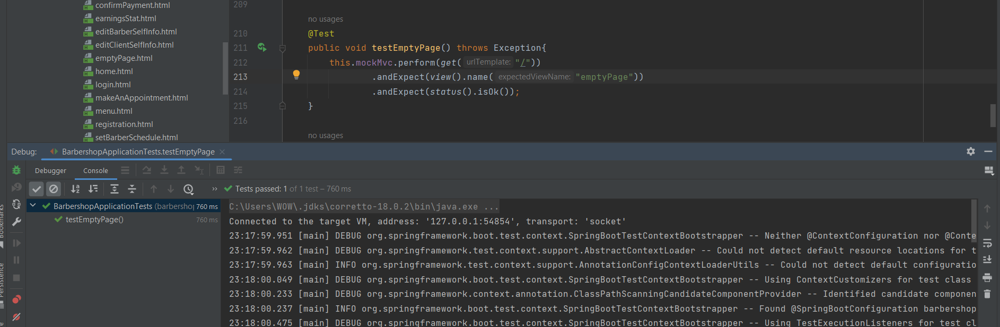 confirmPayment.html
earningsStat.html
editBarberSelfInfo.html
editClientSelfInfo.html
emptyPage.html
home.html
login.html
makeAnAppointment.html
menu.html
registration.html
setBarberSchedule.html
209
no usages
210 @Test
211 public void testEmptyPage() throws Exception{
212 this.mockMvc.perform(get( urlTemplate: "/"))
213 .andExpect(view().name( expectedViewName: "emptyPage"))
214 .andExpect(status().isOk());
215 }
216
no usages
Debug: BarbershopApplicationTests.testEmptyPage
Debugger Console
Tests passed: 1 of 1 test – 760 ms
BarbershopApplicationTests (barbershop 760 ms
testEmptyPage() 760 ms
C:\Users\WOW\.jdks\corretto-18.0.2\bin\java.exe ...
Connected to the target VM, address: '127.0.0.1:54854', transport: 'socket'
23:17:59.951 [main] DEBUG org.springframework.boot.test.context.SpringBootTestContextBootstrapper -- Neither @ContextConfiguration nor @Conte
23:17:59.962 [main] DEBUG org.springframework.test.context.support.AbstractContextLoader -- Could not detect default resource locations for t
23:17:59.963 [main] INFO org.springframework.test.context.support.AnnotationConfigContextLoaderUtils -- Could not detect default configuratio
23:18:00.049 [main] DEBUG org.springframework.boot.test.context.SpringBootTestContextBootstrapper -- Using ContextCustomizers for test class
23:18:00.233 [main] DEBUG org.springframework.context.annotation.ClassPathScanningCandidateComponentProvider -- Identified candidate componen
23:18:00.237 [main] INFO org.springframework.boot.test.context.SpringBootTestContextBootstrapper -- Found @SpringBootConfiguration barbershop
23:18:00.475 [main] DEBUG org.springframework.boot.test.context.SpringBootTestContextBootstrapper -- Using TestExecutionListeners for test cl
Bookmarks
Persistence